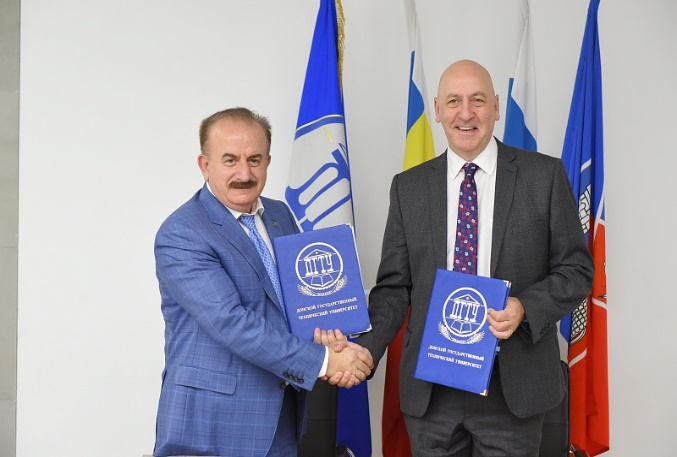 ДГТУ
ДОНСКОЙ ГОСУДАРСТВЕННЫЙ
ТЕХНИЧЕСКИЙ УНИВЕРСИТЕТ
ДГТУ
ДОНСКОЙ ГОСУДАРСТВЕННЫЙ
ТЕХНИЧЕСКИЙ УНИВЕРСИТЕТ